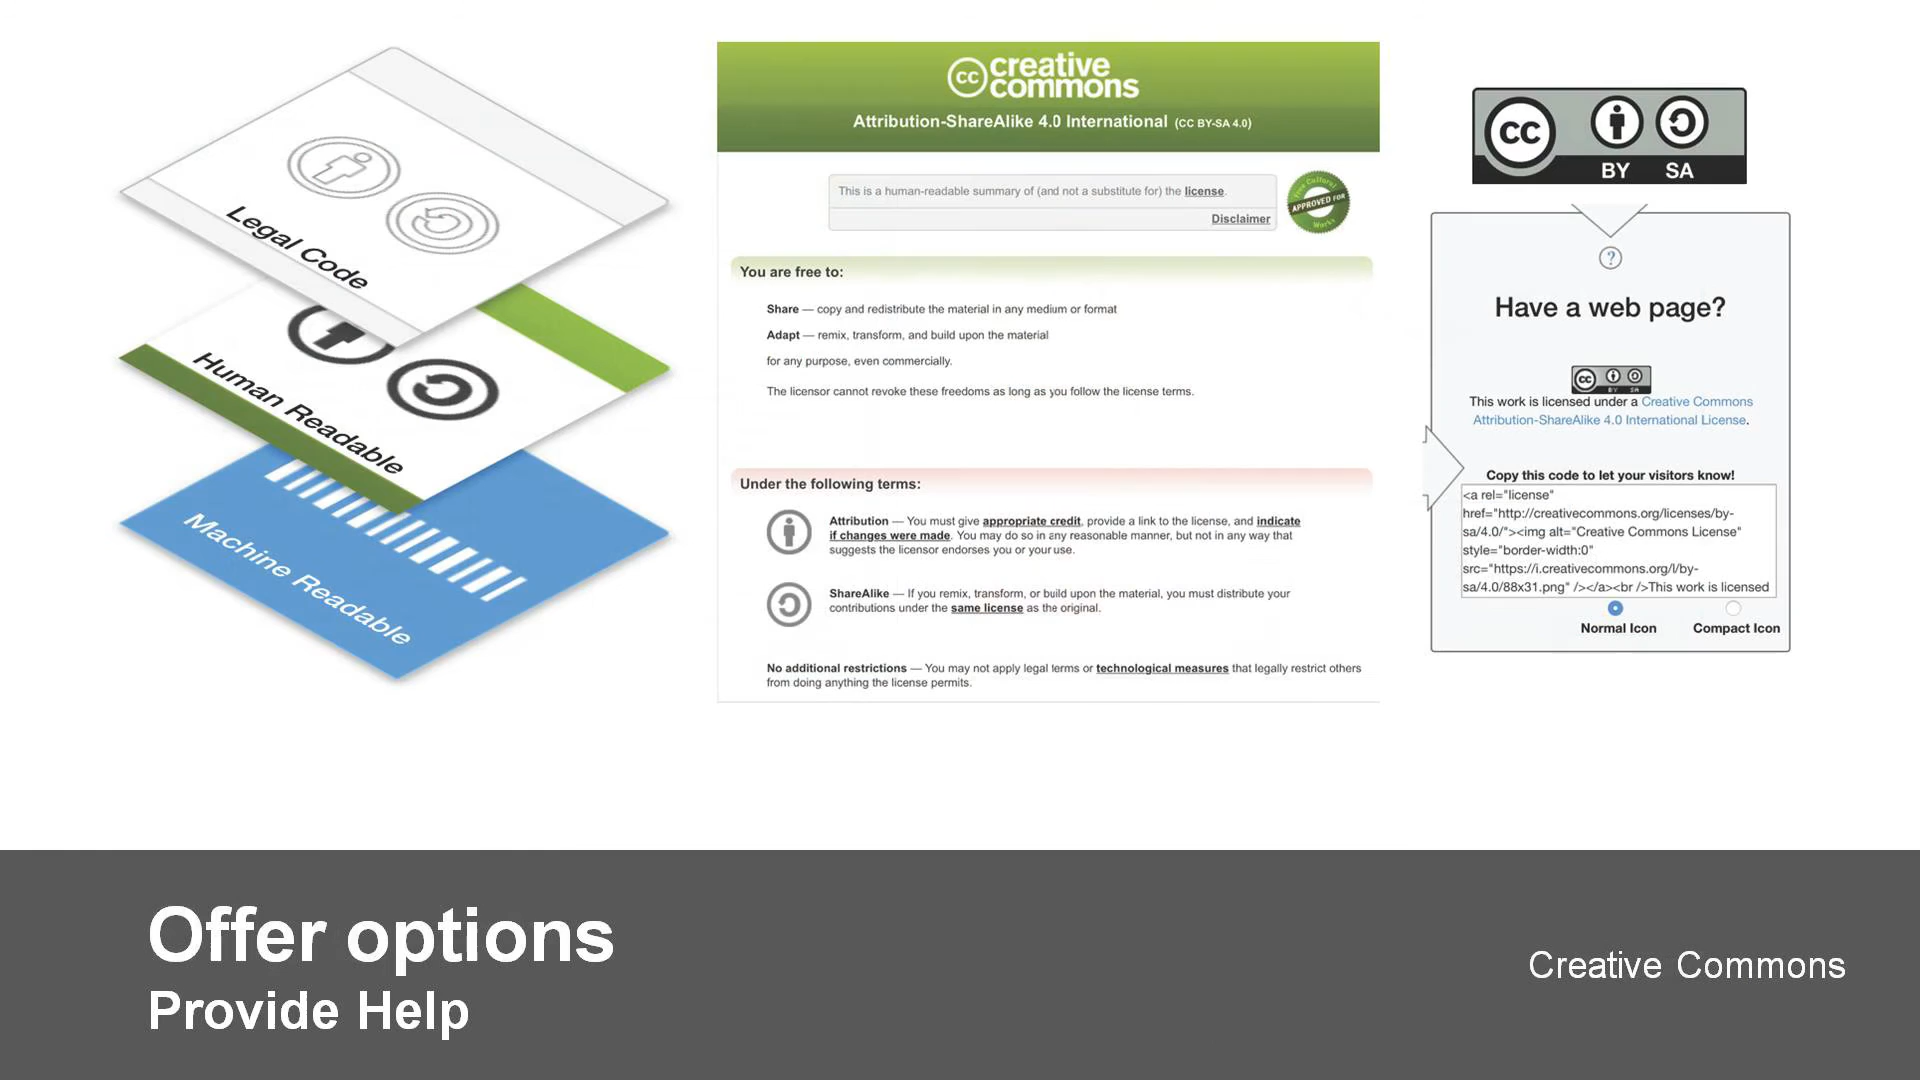 Legal Code
Human Readable
Machine Readable
cc creative
commons
Attribution-ShareAlike 4.0 International (CC BY-SA 4.0)
This is a human-readable summary of (and not a substitute for) the license.
Disclaimer
Free Cultural
APPROVED FOR
Works
You are free to:
Share — copy and redistribute the material in any medium or format
Adapt — remix, transform, and build upon the material
for any purpose, even commercially.
The licensor cannot revoke these freedoms as long as you follow the license terms.
Under the following terms:
Attribution — You must give appropriate credit, provide a link to the license, and indicate
if changes were made. You may do so in any reasonable manner, but not in any way that
suggests the licensor endorses you or your use.
ShareAlike — If you remix, transform, or build upon the material, you must distribute your
contributions under the same license as the original.
No additional restrictions — You may not apply legal terms or technological measures that legally restrict others
from doing anything the license permits.
CC
BY SA
?
Have a web page?
CC
BY SA
This work is licensed under a Creative Commons
Attribution-ShareAlike 4.0 International License.
Copy this code to let your visitors know!
<a rel="license"
href="http://creativecommons.org/licenses/by-
sa/4.0/"><img alt="Creative Commons License"
style="border-width:0"
src="https://i.creativecommons.org/l/by-
sa/4.0/88x31.png" /></a><br />This work is licensed
Normal Icon Compact Icon
Offer options
Provide Help
Creative Commons